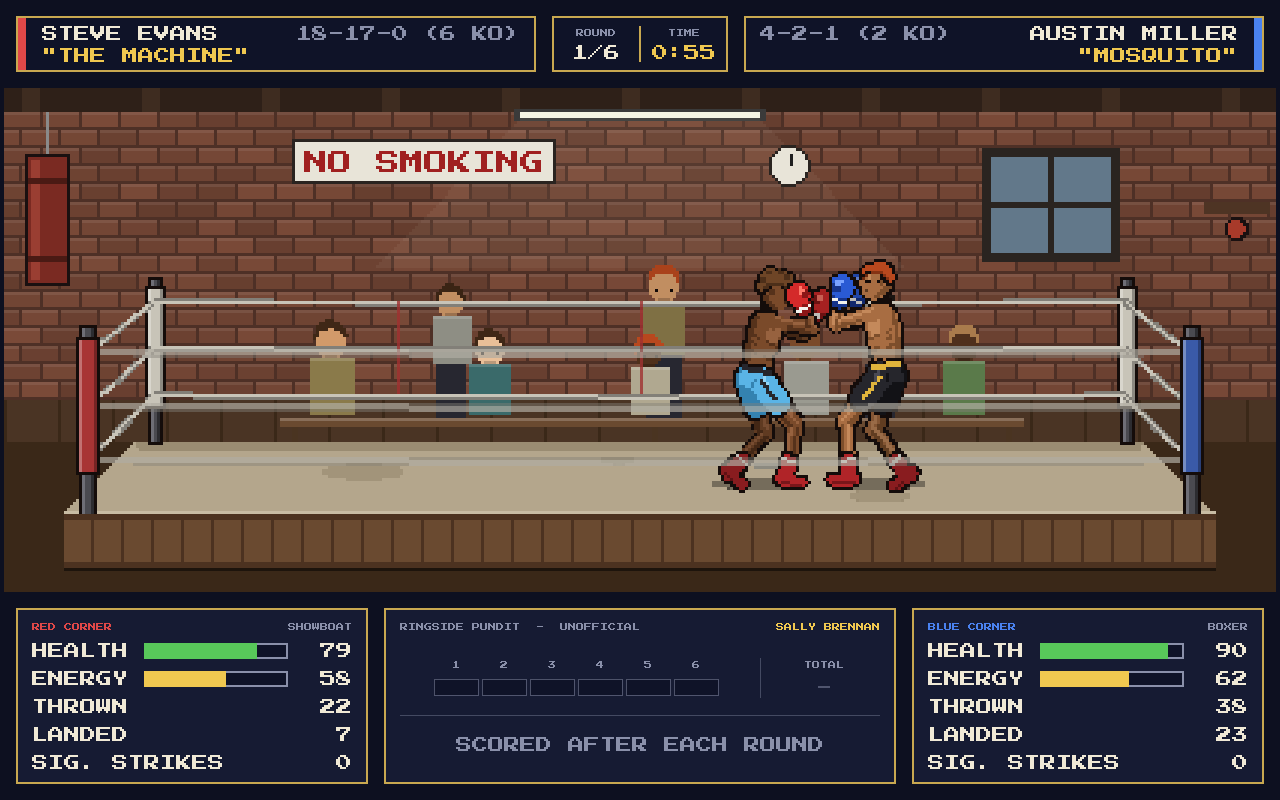 STEVE EVANS 18-17-0 (6 KO)
"THE MACHINE"
ROUND TIME
1/6 0:55
4-2-1 (2 KO) AUSTIN MILLER
"MOSQUITO"
NO SMOKING
RED CORNER SHOWBOAT
HEALTH 79
ENERGY 58
THROWN 22
LANDED 7
SIG. STRIKES 0
RINGSIDE PUNDIT - UNOFFICIAL SALLY BRENNAN
1 2 3 4 5 6 TOTAL
—
SCORED AFTER EACH ROUND
BLUE CORNER BOXER
HEALTH 90
ENERGY 62
THROWN 38
LANDED 23
SIG. STRIKES 0